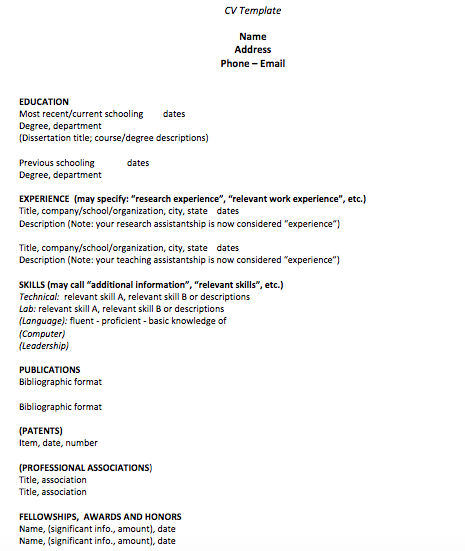 CV Template
Name
Address
Phone – Email
EDUCATION
Most recent/current schooling dates
Degree, department
(Dissertation title; course/degree descriptions)
Previous schooling dates
Degree, department
EXPERIENCE (may specify: “research experience”, “relevant work experience”, etc.)
Title, company/school/organization, city, state dates
Description (Note: your research assistantship is now considered “experience”)
Title, company/school/organization, city, state dates
Description (Note: your teaching assistantship is now considered “experience”)
SKILLS (may call “additional information”, “relevant skills”, etc.)
Technical: relevant skill A, relevant skill B or descriptions
Lab: relevant skill A, relevant skill B or descriptions
(Language): fluent - proficient - basic knowledge of
(Computer)
(Leadership)
PUBLICATIONS
Bibliographic format
Bibliographic format
(PATENTS)
Item, date, number
(PROFESSIONAL ASSOCIATIONS)
Title, association
Title, association
FELLOWSHIPS, AWARDS AND HONORS
Name, (significant info., amount), date
Name, (significant info., amount), date